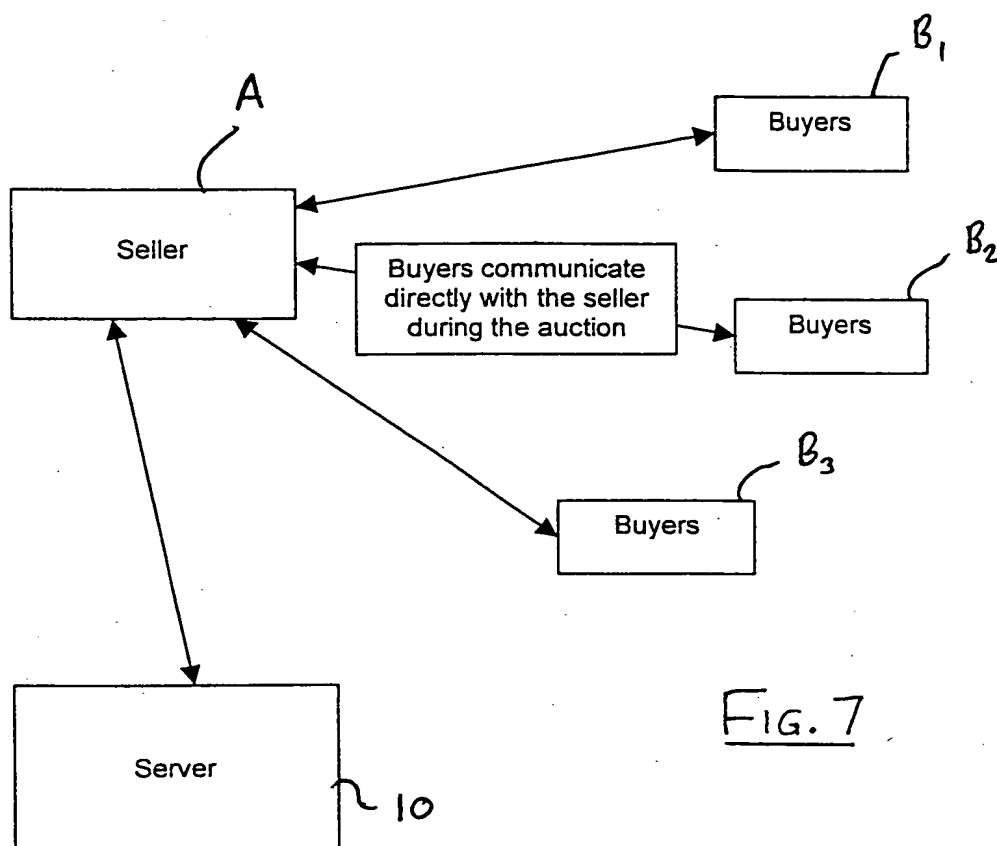 B1
A
Buyers
Seller
B2
Buyers communicate
directly with the seller
during the auction
Buyers
B3
Buyers
FIG. 7
Server
10